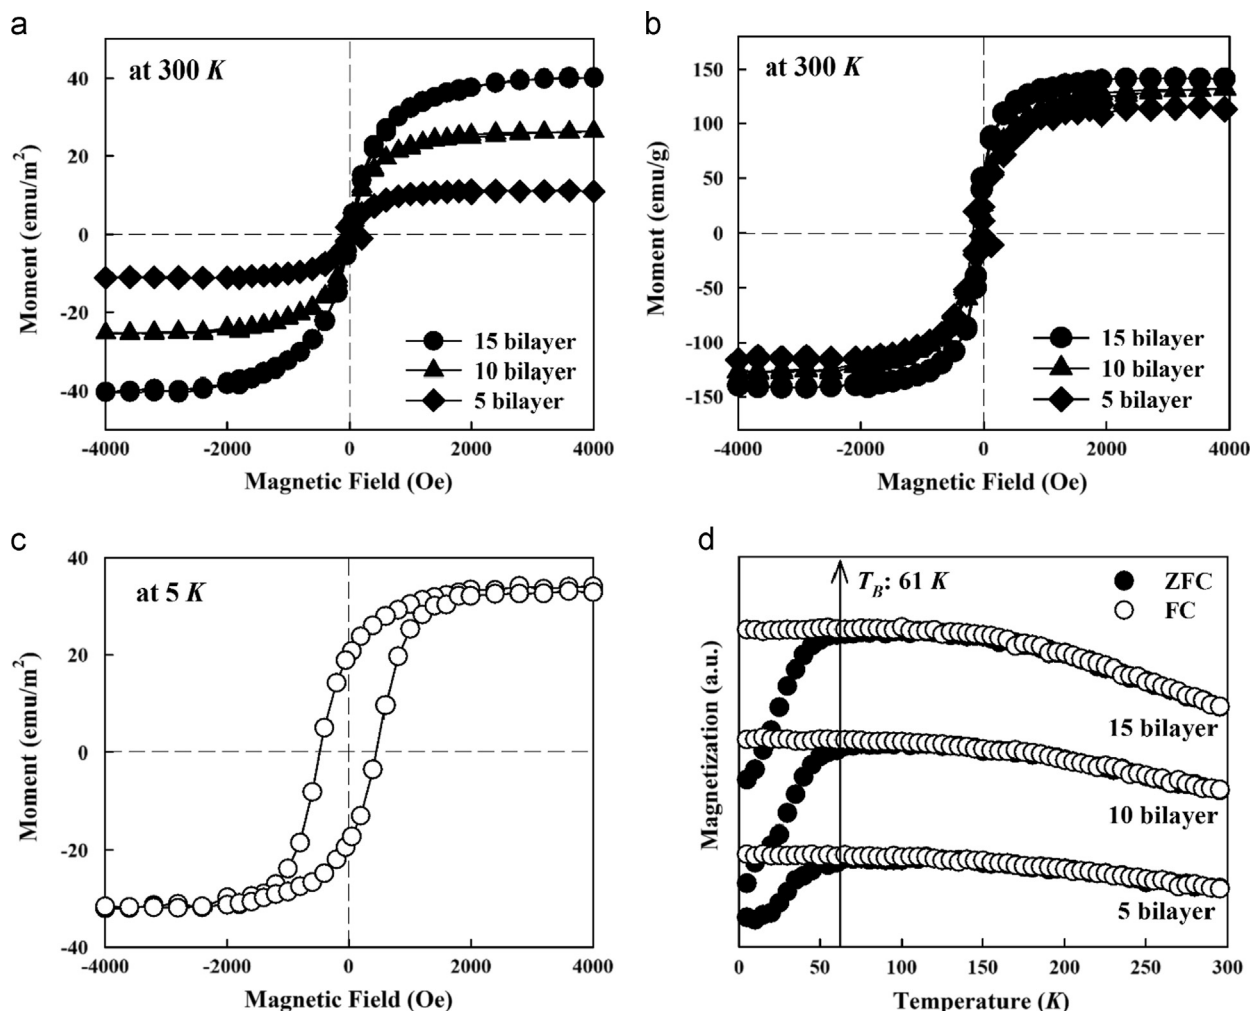 a
at 300 K
Moment (emu/m²)
40
20
0
-20
-40
15 bilayer
10 bilayer
5 bilayer
-4000 -2000 0 2000 4000
Magnetic Field (Oe)
b
at 300 K
Moment (emu/g)
150
100
50
0
-50
-100
-150
15 bilayer
10 bilayer
5 bilayer
-4000 -2000 0 2000 4000
Magnetic Field (Oe)
c
at 5 K
Moment (emu/m²)
40
20
0
-20
-40
-4000 -2000 0 2000 4000
Magnetic Field (Oe)
d
T_B: 61 K
ZFC
FC
Magnetization (a.u.)
15 bilayer
10 bilayer
5 bilayer
0 50 100 150 200 250 300
Temperature (K)